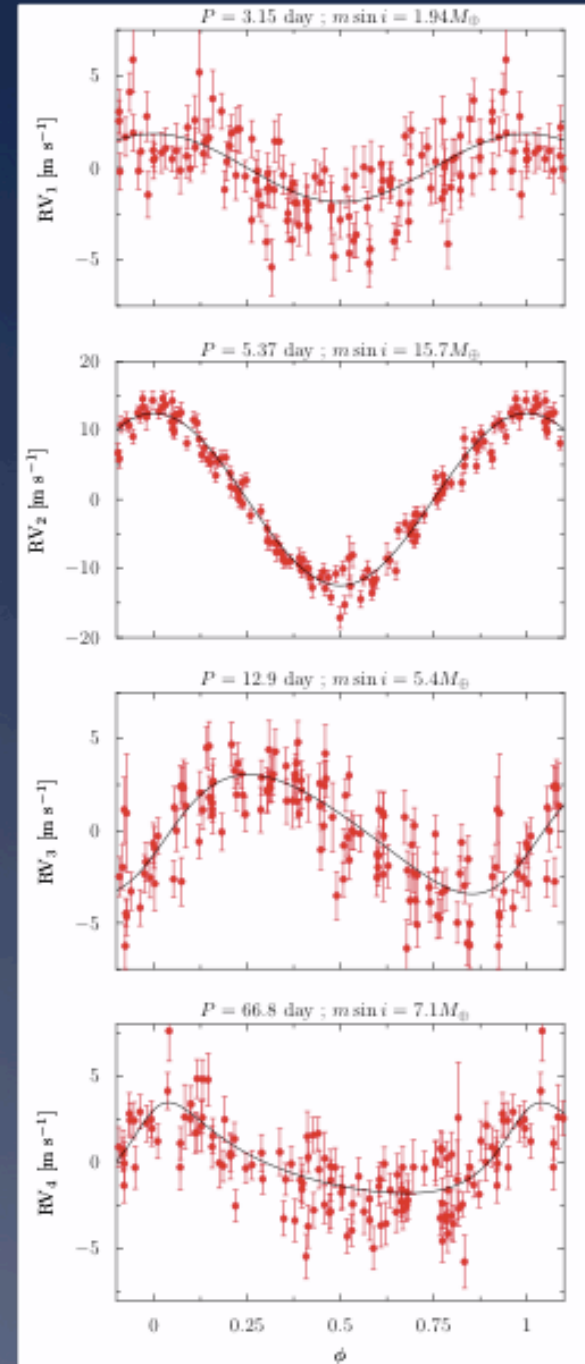 P = 3.15 day ; m sin i = 1.94M⊕
5
0
−5
RV₁ [m s⁻¹]
P = 5.37 day ; m sin i = 15.7M⊕
20
10
0
−10
−20
RV₂ [m s⁻¹]
P = 12.9 day ; m sin i = 5.4M⊕
5
0
−5
RV₃ [m s⁻¹]
P = 66.8 day ; m sin i = 7.1M⊕
5
0
−5
RV₄ [m s⁻¹]
0 0.25 0.5 0.75 1
ϕ